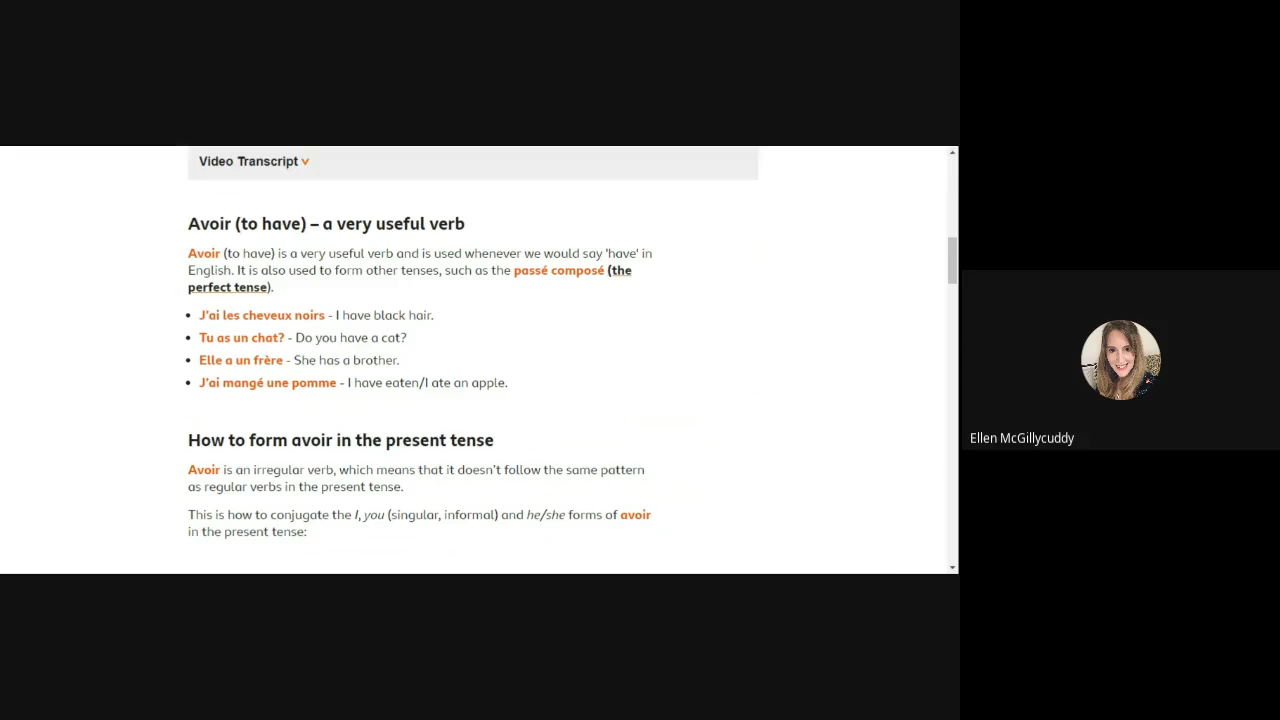 Video Transcript
Avoir (to have) – a very useful verb
Avoir (to have) is a very useful verb and is used whenever we would say 'have' in
English. It is also used to form other tenses, such as the passé composé (the
perfect tense).
J'ai les cheveux noirs - I have black hair.
Tu as un chat? - Do you have a cat?
Elle a un frère - She has a brother.
J'ai mangé une pomme - I have eaten/I ate an apple.
How to form avoir in the present tense
Avoir is an irregular verb, which means that it doesn't follow the same pattern
as regular verbs in the present tense.
This is how to conjugate the I, you (singular, informal) and he/she forms of avoir
in the present tense:
Ellen McGillycuddy